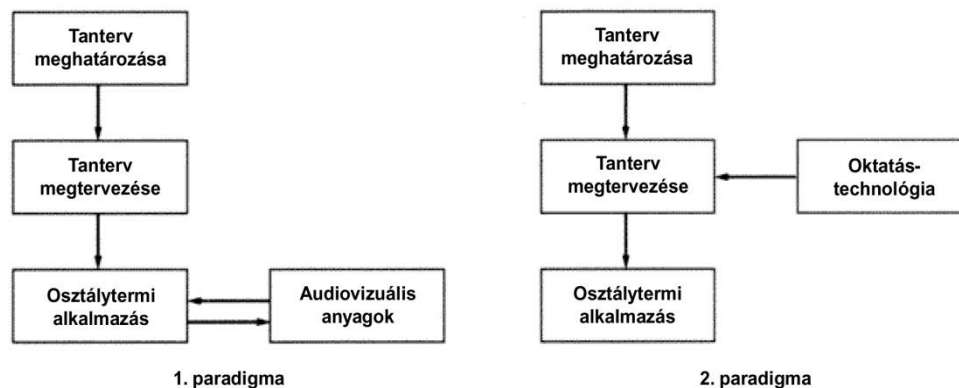 Tanterv
meghatározása
Tanterv
megtervezése
Osztálytermi
alkalmazás
Audiovizuális
anyagok
1. paradigma
Tanterv
meghatározása
Tanterv
megtervezése
Oktatás-
technológia
Osztálytermi
alkalmazás
2. paradigma